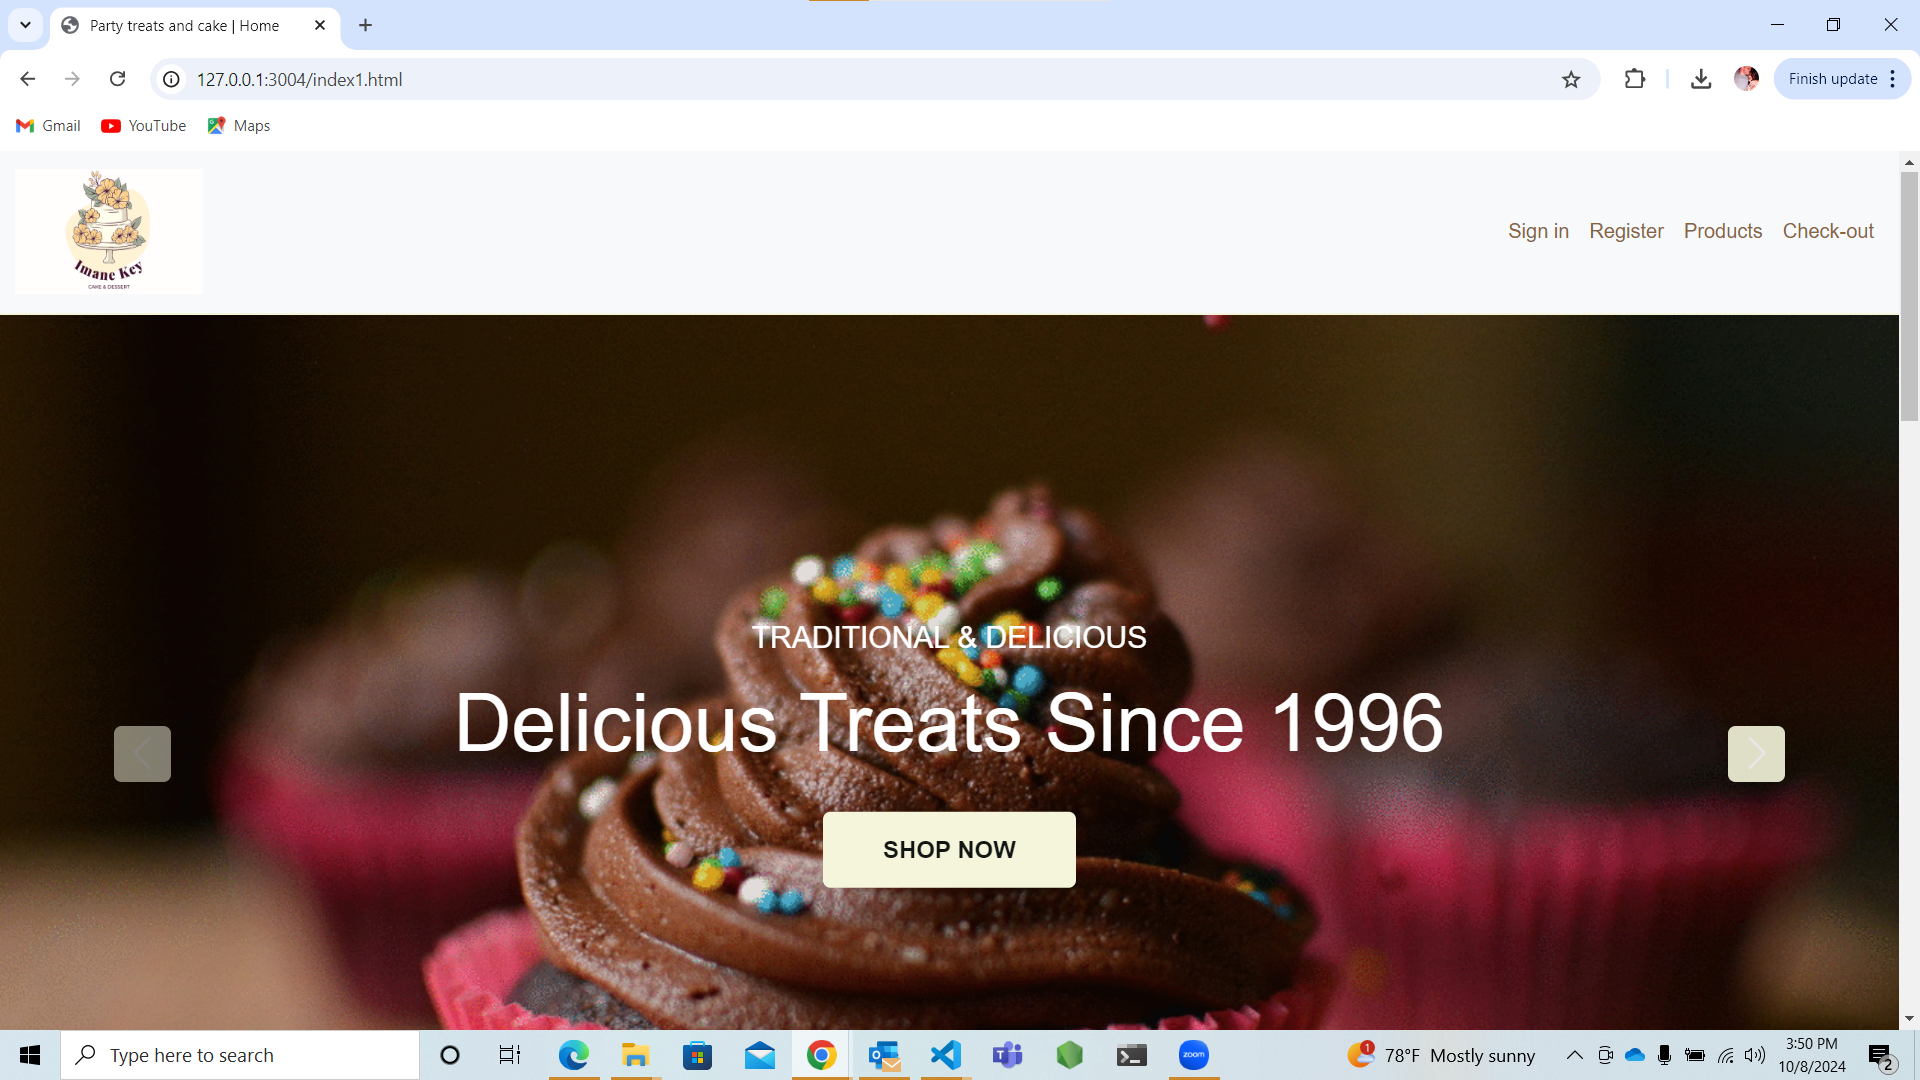 Party treats and cake | Home
127.0.0.1:3004/index1.html
Finish update
Gmail
YouTube
Maps
Imane Key
CAKE & DESSERT
Sign in
Register
Products
Check-out
TRADITIONAL & DELICIOUS
Delicious Treats Since 1996
SHOP NOW
Type here to search
zoom
1
78°F Mostly sunny
3:50 PM
10/8/2024
2